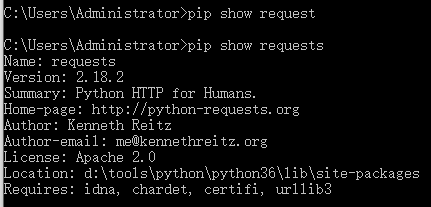 C:\Users\Administrator>pip show request
C:\Users\Administrator>pip show requests
Name: requests
Version: 2.18.2
Summary: Python HTTP for Humans.
Home-page: http://python-requests.org
Author: Kenneth Reitz
Author-email: me@kennethreitz.org
License: Apache 2.0
Location: d:\tools\python\python36\lib\site-packages
Requires: idna, chardet, certifi, urllib3